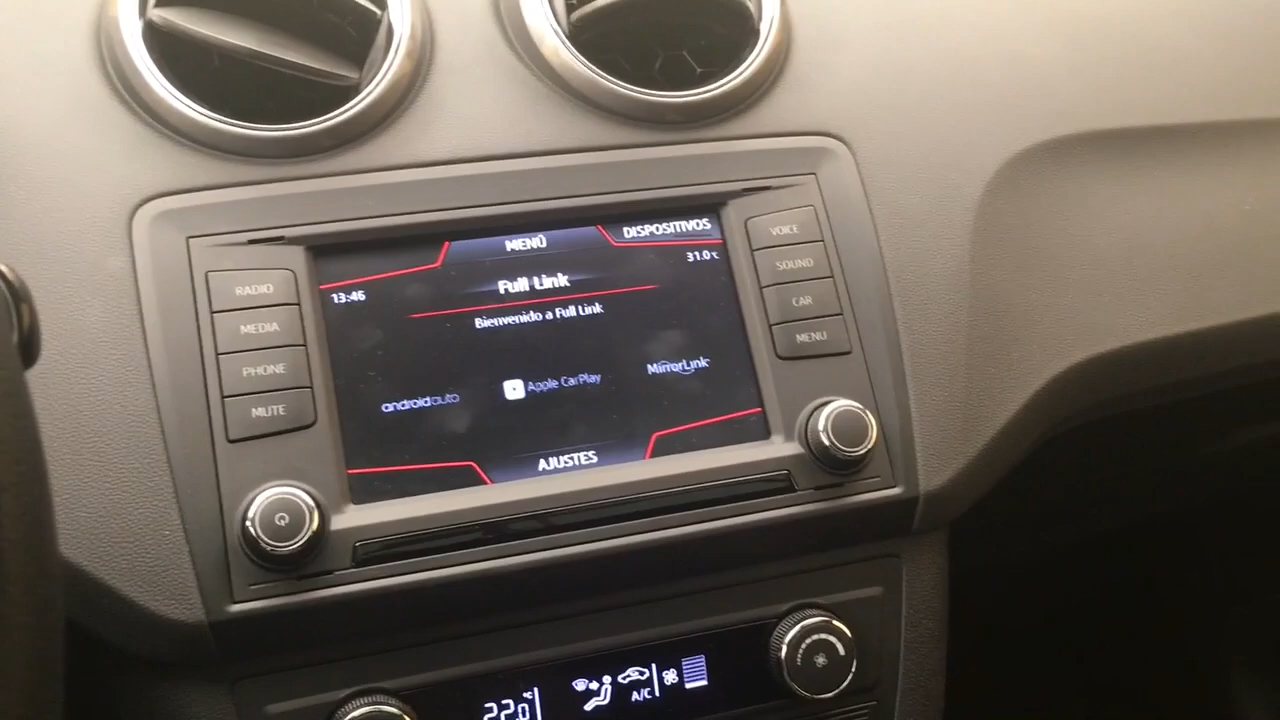 RADIO
MEDIA
PHONE
MUTE
MENÚ
DISPOSITIVOS
13:46
Full Link
31.0°C
Bienvenido a Full Link
android auto
Apple CarPlay
MirrorLink
AJUSTES
VOICE
SOUND
CAR
MENU
22.0°C
A/C